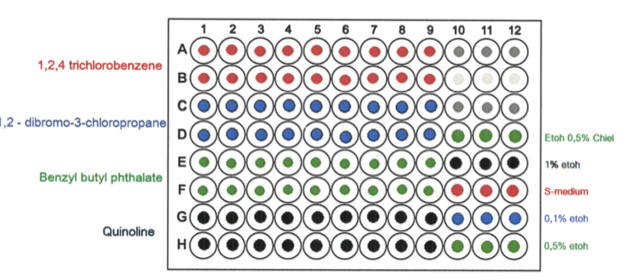 1 2 3 4 5 6 7 8 9 10 11 12
A
1,2,4 trichlorobenzene
B
C
1,2 - dibromo-3-chloropropane
D Etoh 0,5% Chiel
E 1% etoh
Benzyl butyl phthalate
F S-medium
G 0,1% etoh
Quinoline
H 0,5% etoh